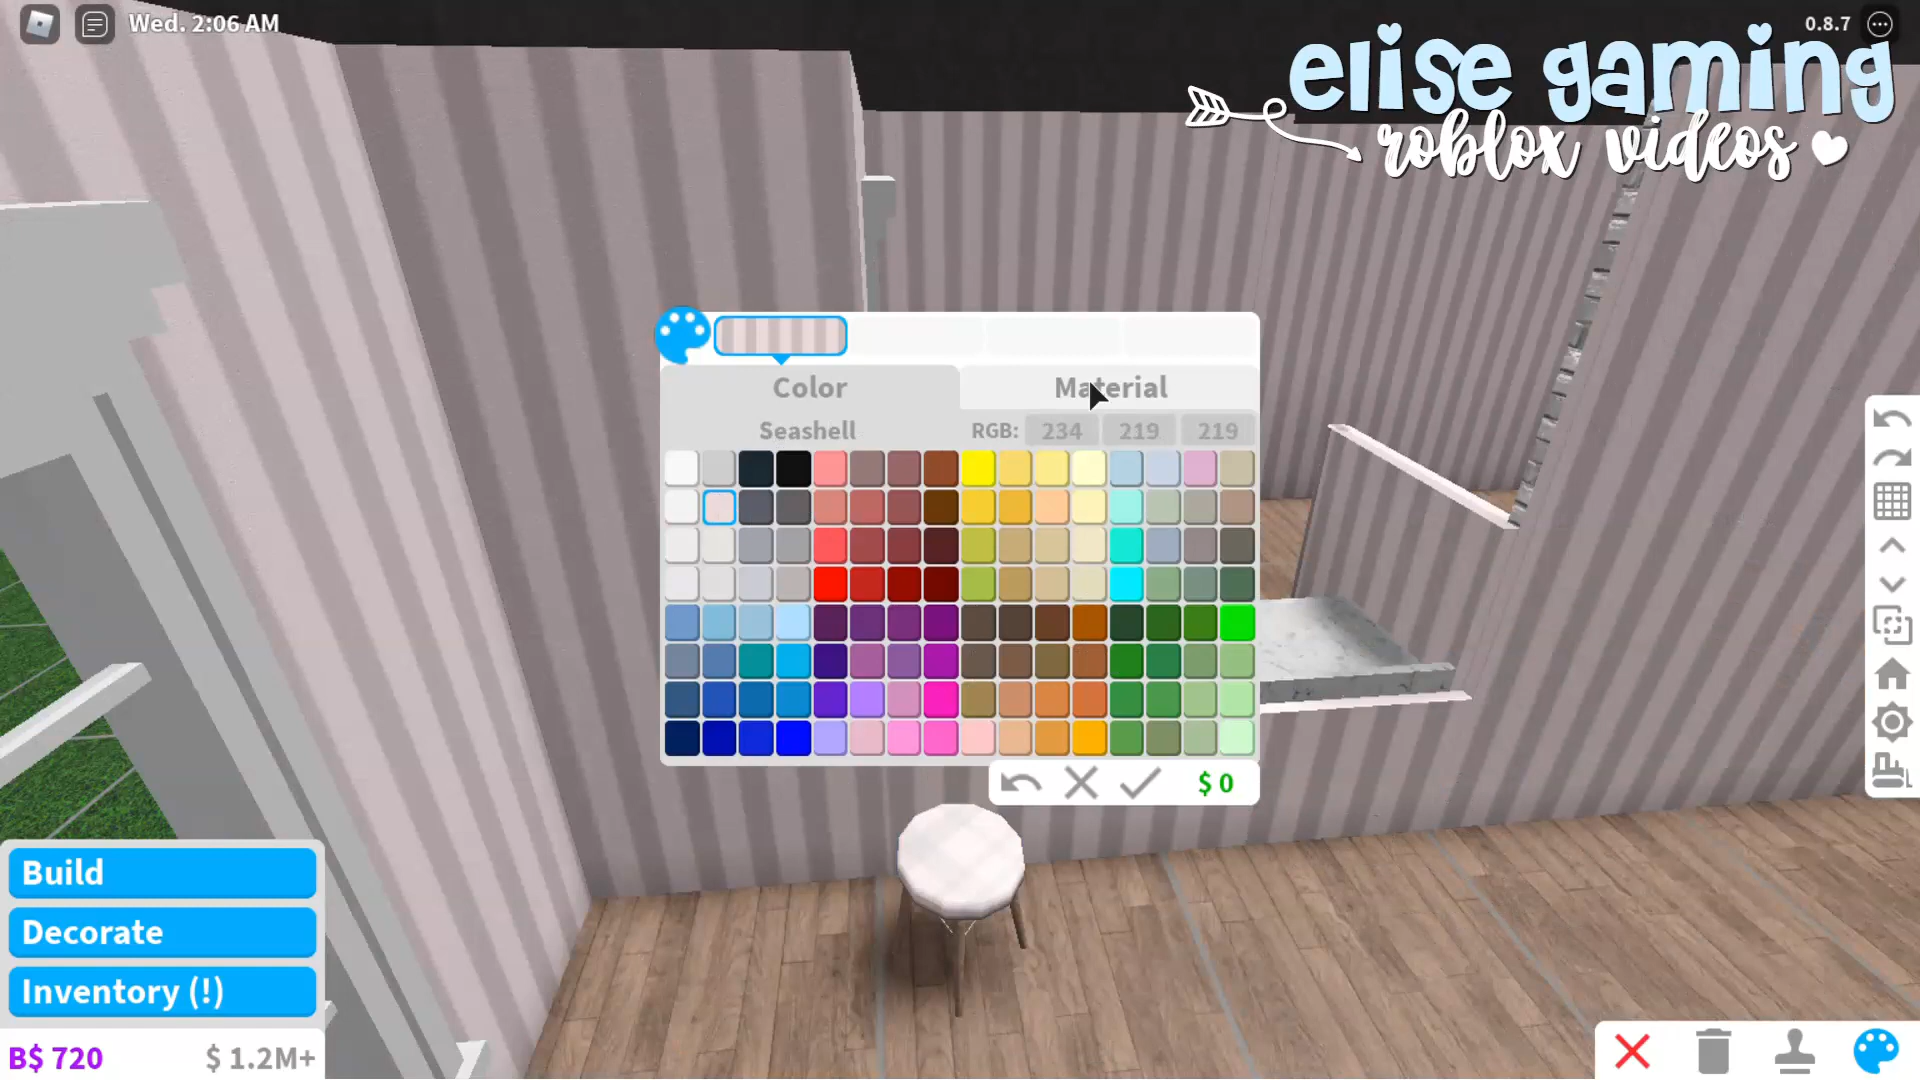 Wed. 2:06 AM
0.8.7
elise gaming
roblox videos
Color
Material
Seashell
RGB: 234 219 219
$ 0
Build
Decorate
Inventory (!)
B$ 720
$ 1.2M+